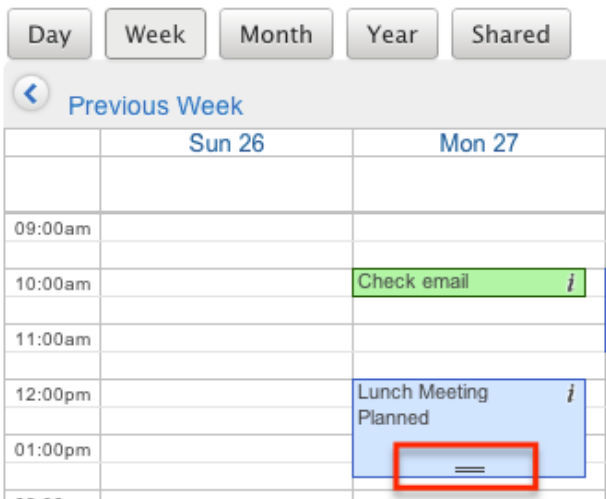 Day Week Month Year Shared
Previous Week
Sun 26 Mon 27
09:00am
10:00am Check email i
11:00am
12:00pm Lunch Meeting i
Planned
01:00pm